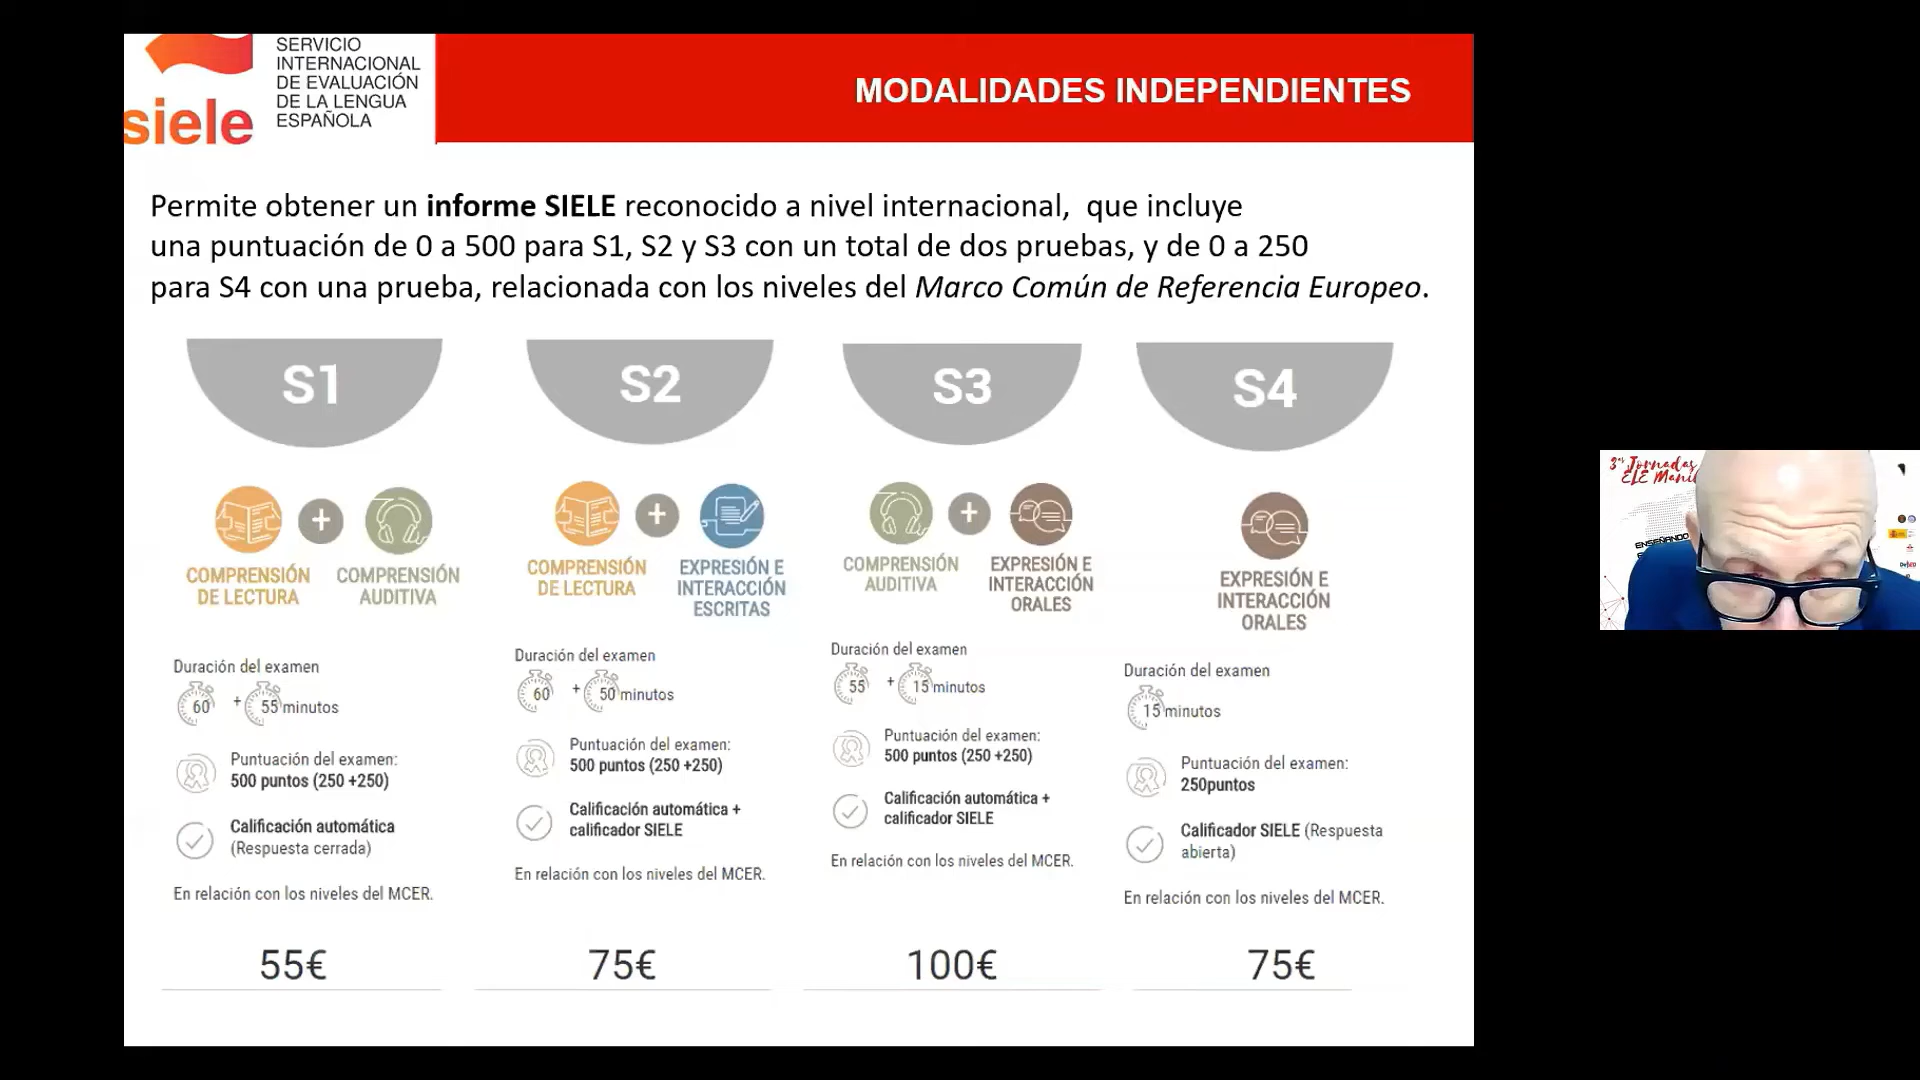 siele
SERVICIO
INTERNACIONAL
DE EVALUACIÓN
DE LA LENGUA
ESPAÑOLA
MODALIDADES INDEPENDIENTES
Permite obtener un informe SIELE reconocido a nivel internacional, que incluye
una puntuación de 0 a 500 para S1, S2 y S3 con un total de dos pruebas, y de 0 a 250
para S4 con una prueba, relacionada con los niveles del Marco Común de Referencia Europeo.
S1
+
COMPRENSIÓN
DE LECTURA
COMPRENSIÓN
AUDITIVA
Duración del examen
60 + 55 minutos
Puntuación del examen:
500 puntos (250 +250)
Calificación automática
(Respuesta cerrada)
En relación con los niveles del MCER.
55€
S2
+
COMPRENSIÓN
DE LECTURA
EXPRESIÓN E
INTERACCIÓN
ESCRITAS
Duración del examen
60 + 50 minutos
Puntuación del examen:
500 puntos (250 +250)
Calificación automática +
calificador SIELE
En relación con los niveles del MCER.
75€
S3
+
COMPRENSIÓN
AUDITIVA
EXPRESIÓN E
INTERACCIÓN
ORALES
Duración del examen
55 + 15 minutos
Puntuación del examen:
500 puntos (250 +250)
Calificación automática +
calificador SIELE
En relación con los niveles del MCER.
100€
S4
EXPRESIÓN E
INTERACCIÓN
ORALES
Duración del examen
15 minutos
Puntuación del examen:
250puntos
Calificador SIELE (Respuesta
abierta)
En relación con los niveles del MCER.
75€
3as Jornadas
ELE Mani
ENSEÑANDO